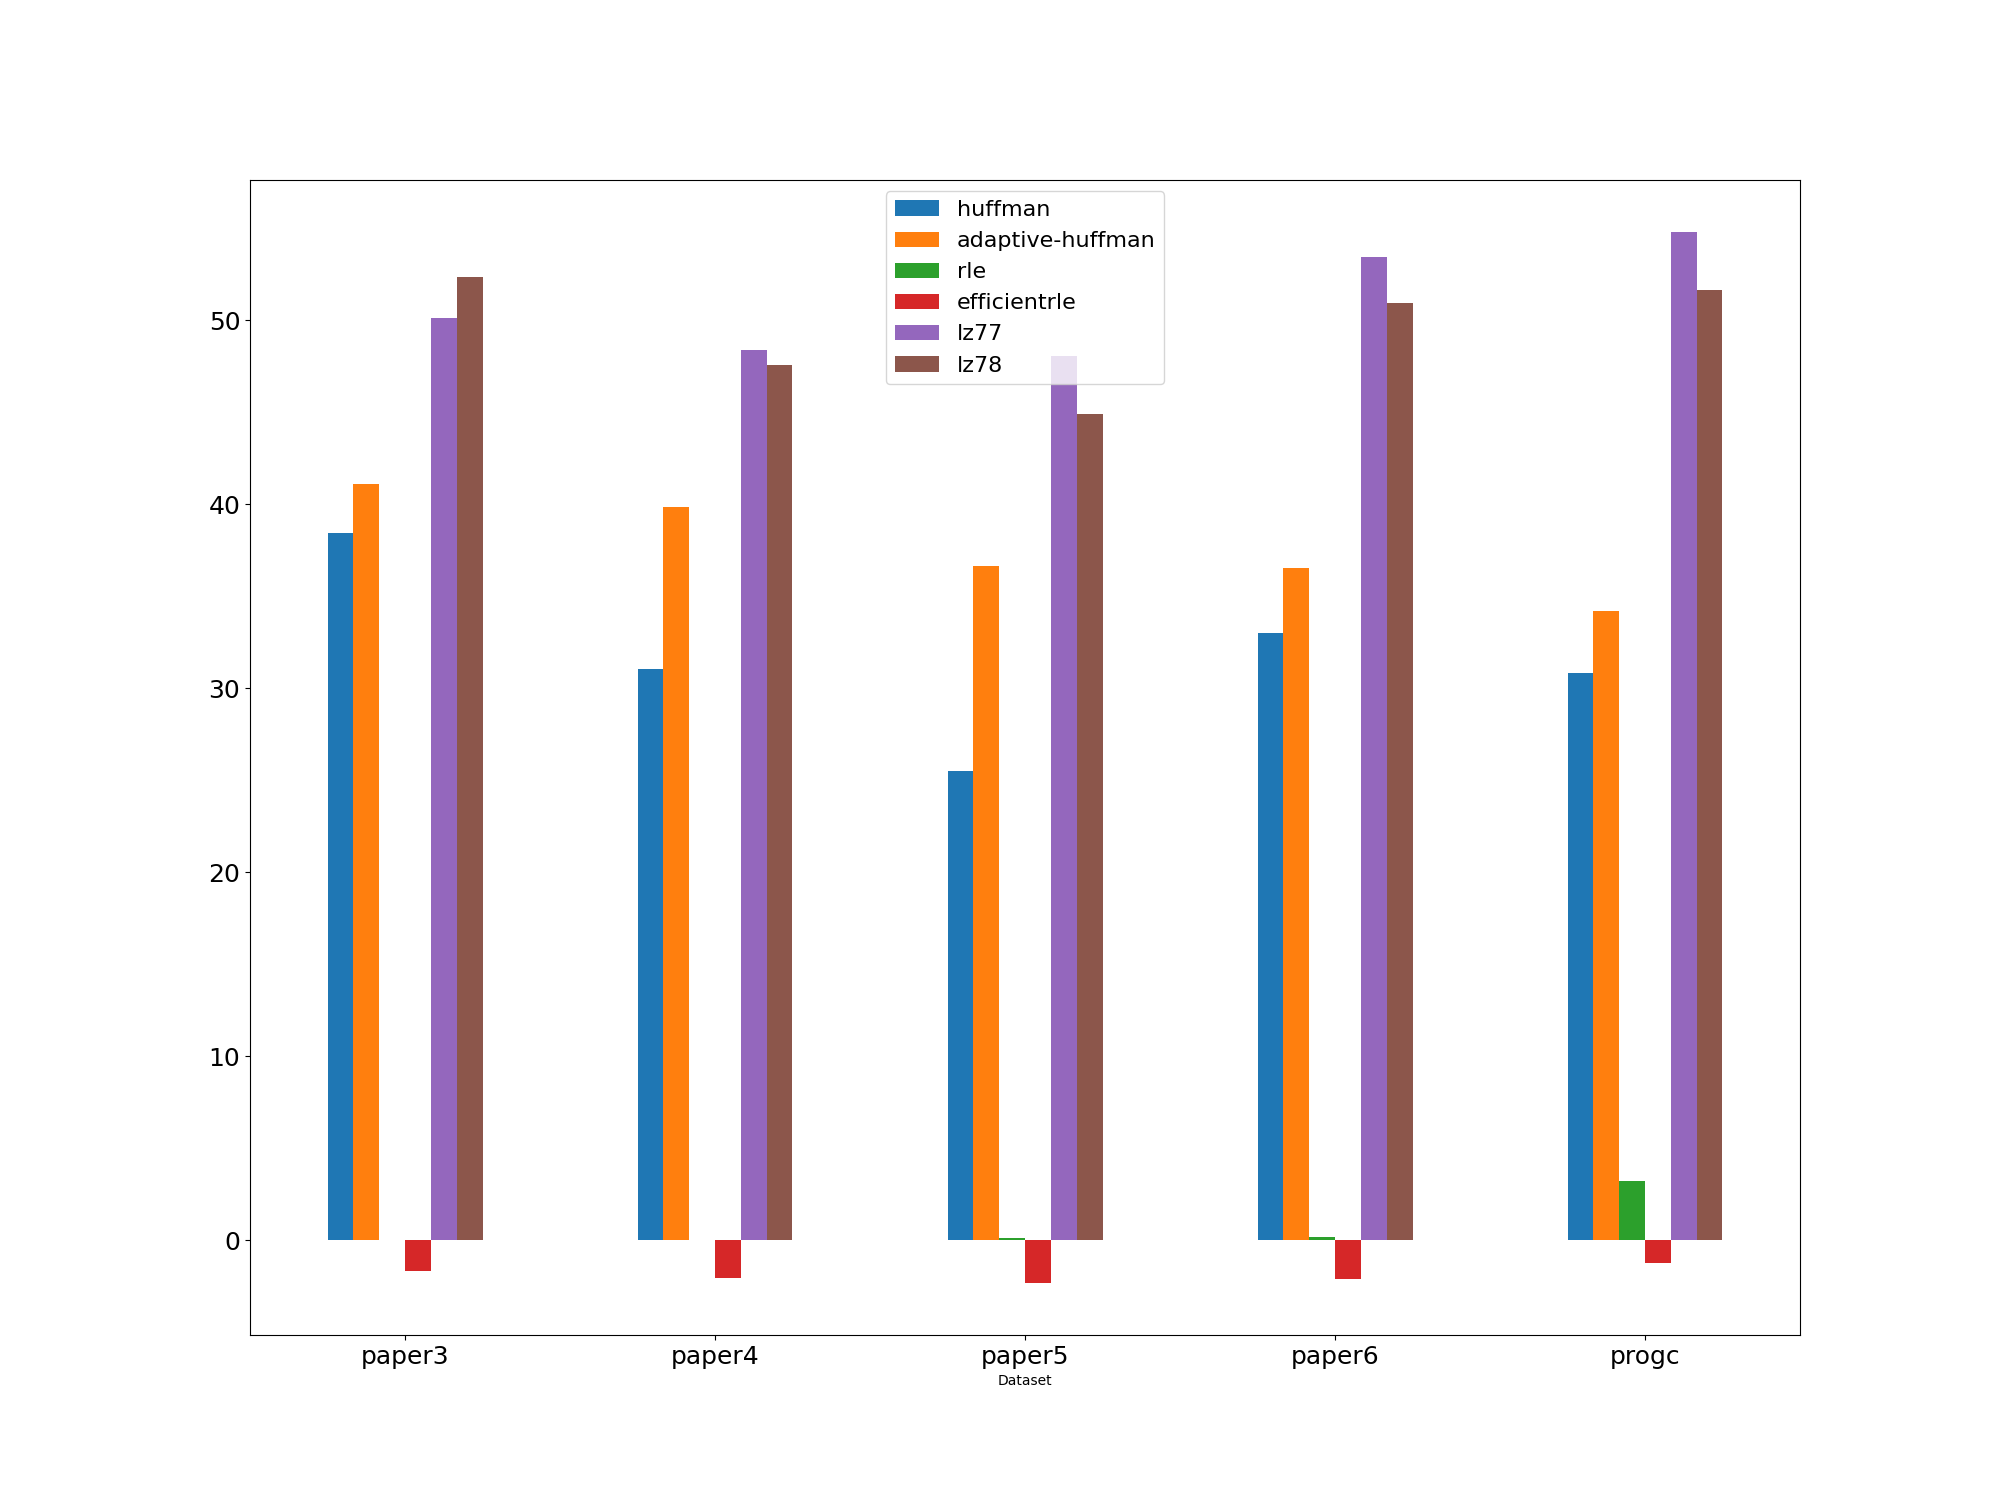 huffman
adaptive-huffman
rle
efficientrle
lz77
lz78
50
40
30
20
10
0
paper3 paper4 paper5 paper6 progc
Dataset